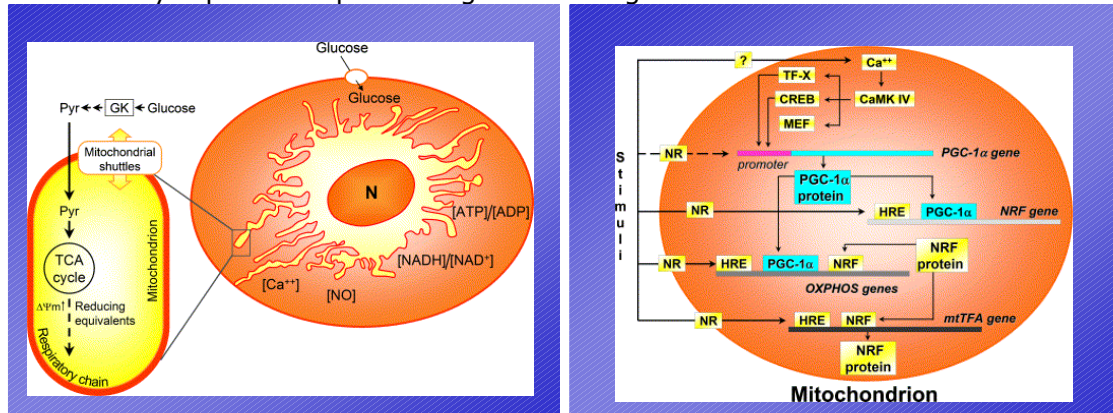 Glucose
Glucose
Pyr GK Glucose
Mitochondrial
shuttles
Pyr
TCA
cycle
ΔΨm↑ Reducing
equivalents
Respiratory chain
Mitochondrion
N
[ATP]/[ADP]
[NADH]/[NAD⁺]
[Ca⁺⁺]
[NO]
Stimuli
?
Ca⁺⁺
TF-X
CREB
CaMK IV
MEF
NR
promoter
PGC-1α gene
PGC-1α
protein
NR
HRE
PGC-1α
NRF gene
NRF
protein
NR
HRE
PGC-1α
NRF
OXPHOS genes
NR
HRE
NRF
mtTFA gene
NRF
protein
Mitochondrion